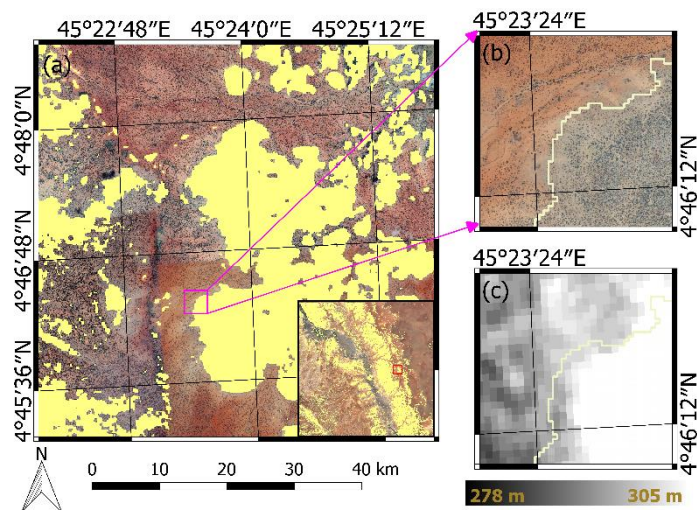 45°22′48″E 45°24′0″E 45°25′12″E
(a)
4°48′0″N
4°46′48″N
4°45′36″N
45°23′24″E
(b)
4°46′12″N
45°23′24″E
(c)
4°46′12″N
N
0 10 20 30 40 km
278 m 305 m